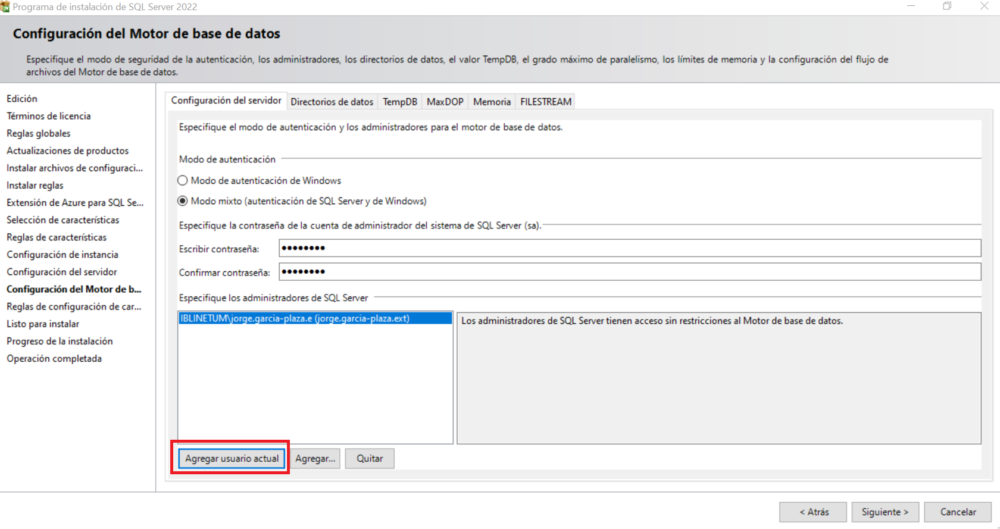 Programa de instalación de SQL Server 2022
Configuración del Motor de base de datos
Especifique el modo de seguridad de la autenticación, los administradores, los directorios de datos, el valor TempDB, el grado máximo de paralelismo, los límites de memoria y la configuración del flujo de
archivos del Motor de base de datos.
Edición
Términos de licencia
Reglas globales
Actualizaciones de productos
Instalar archivos de configuraci...
Instalar reglas
Extensión de Azure para SQL Se...
Selección de características
Reglas de características
Configuración de instancia
Configuración del servidor
Configuración del Motor de b...
Reglas de configuración de car...
Listo para instalar
Progreso de la instalación
Operación completada
Configuración del servidor
Directorios de datos
TempDB
MaxDOP
Memoria
FILESTREAM
Especifique el modo de autenticación y los administradores para el motor de base de datos.
Modo de autenticación
Modo de autenticación de Windows
Modo mixto (autenticación de SQL Server y de Windows)
Especifique la contraseña de la cuenta de administrador del sistema de SQL Server (sa).
Escribir contraseña: ●●●●●●●●
Confirmar contraseña: ●●●●●●●●
Especifique los administradores de SQL Server
IBLINETUM\jorge.garcia-plaza.e (jorge.garcia-plaza.ext)
Los administradores de SQL Server tienen acceso sin restricciones al Motor de base de datos.
Agregar usuario actual
Agregar...
Quitar
< Atrás
Siguiente >
Cancelar